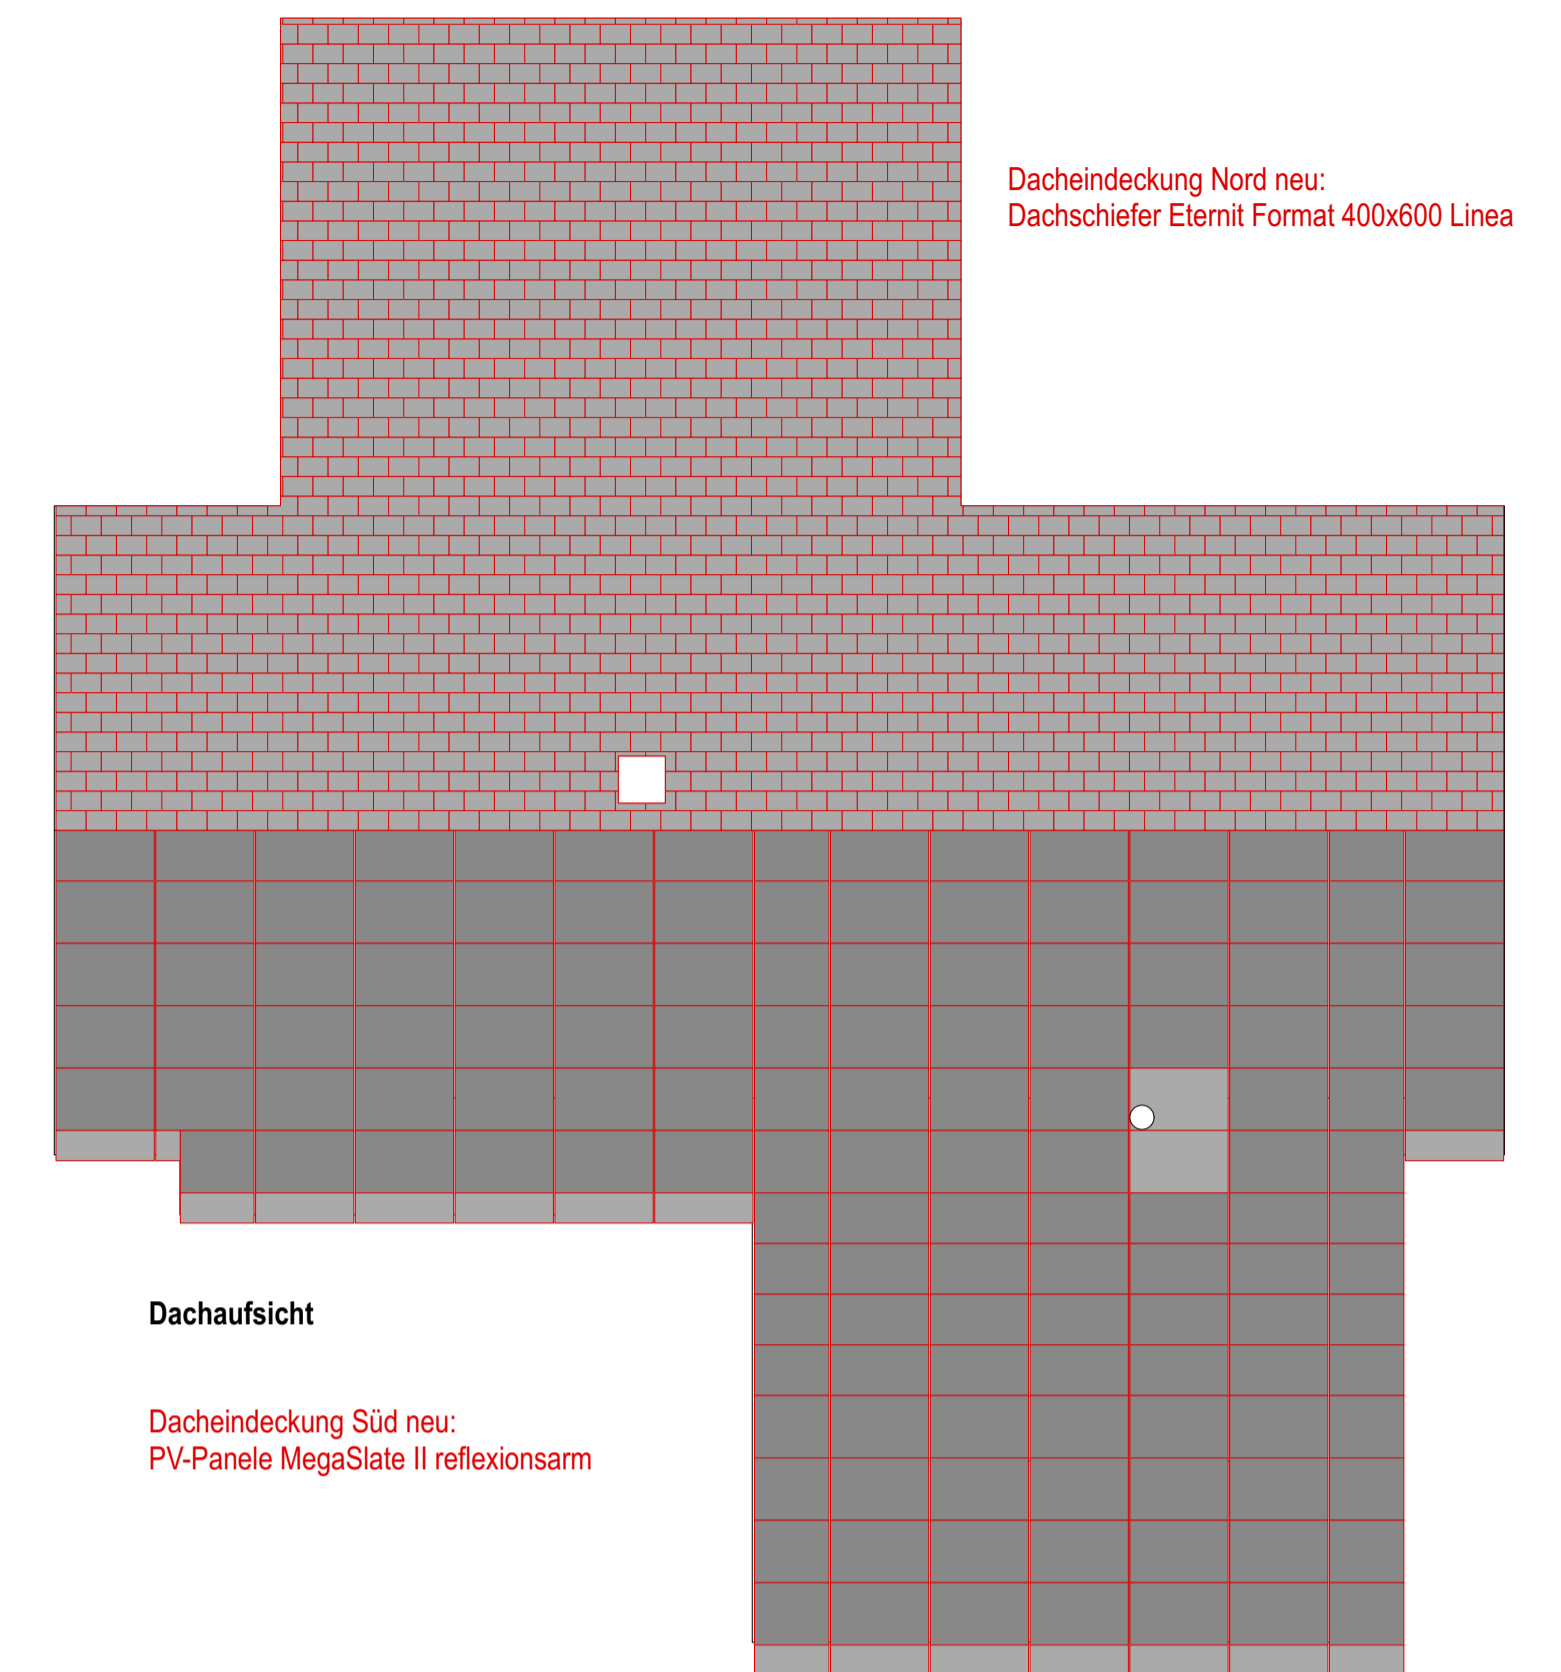 Dacheindeckung Nord neu:
Dachschiefer Eternit Format 400x600 Linea
Dachaufsicht
Dacheindeckung Süd neu:
PV-Panele MegaSlate II reflexionsarm